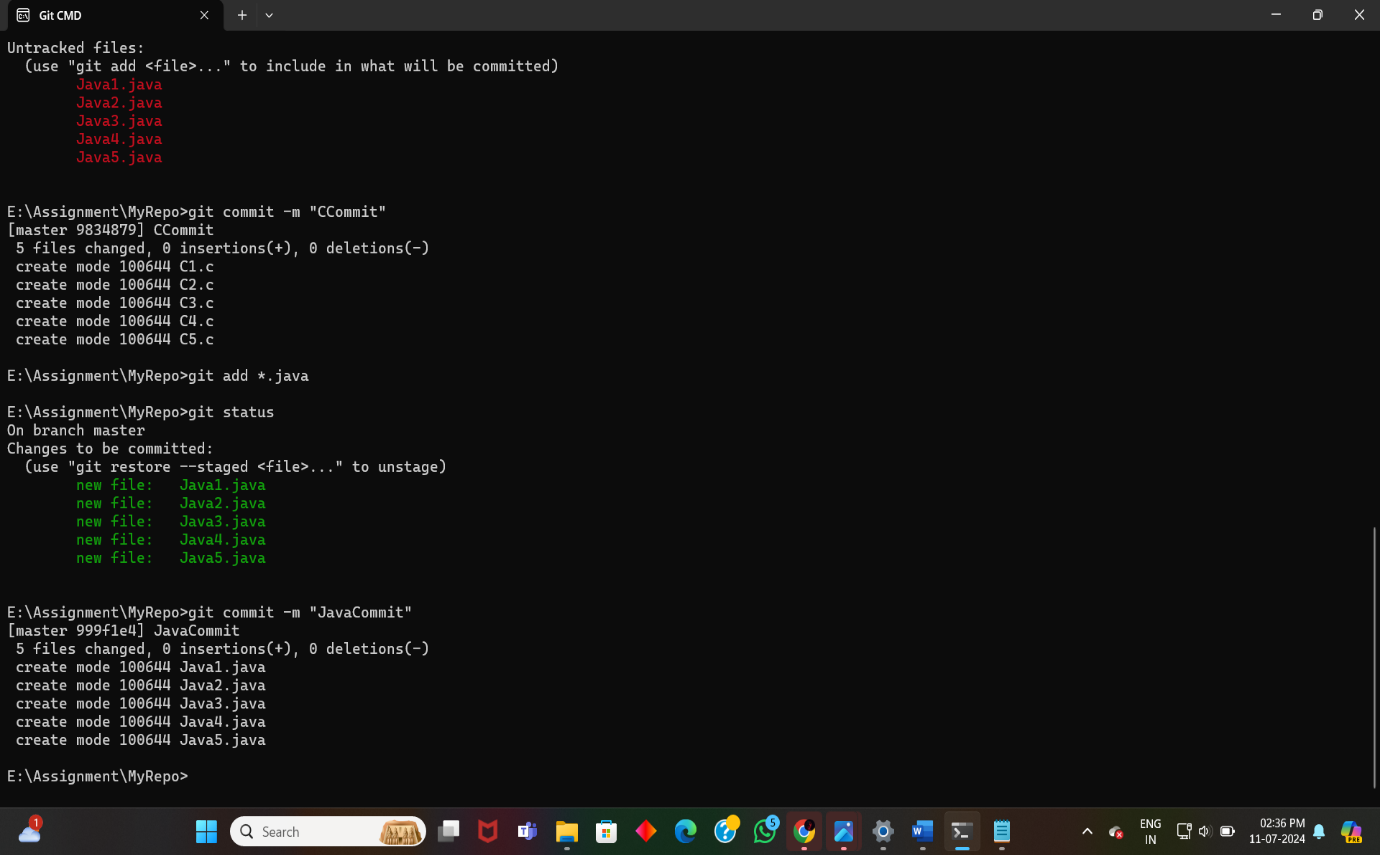 Git CMD
Untracked files:
(use "git add <file>..." to include in what will be committed)
Java1.java
Java2.java
Java3.java
Java4.java
Java5.java
E:\Assignment\MyRepo>git commit -m "CCommit"
[master 9834879] CCommit
5 files changed, 0 insertions(+), 0 deletions(-)
create mode 100644 C1.c
create mode 100644 C2.c
create mode 100644 C3.c
create mode 100644 C4.c
create mode 100644 C5.c
E:\Assignment\MyRepo>git add *.java
E:\Assignment\MyRepo>git status
On branch master
Changes to be committed:
(use "git restore --staged <file>..." to unstage)
new file:   Java1.java
new file:   Java2.java
new file:   Java3.java
new file:   Java4.java
new file:   Java5.java
E:\Assignment\MyRepo>git commit -m "JavaCommit"
[master 999f1e4] JavaCommit
5 files changed, 0 insertions(+), 0 deletions(-)
create mode 100644 Java1.java
create mode 100644 Java2.java
create mode 100644 Java3.java
create mode 100644 Java4.java
create mode 100644 Java5.java
E:\Assignment\MyRepo>
1
Search
5
ENG
IN
02:36 PM
11-07-2024
PRE